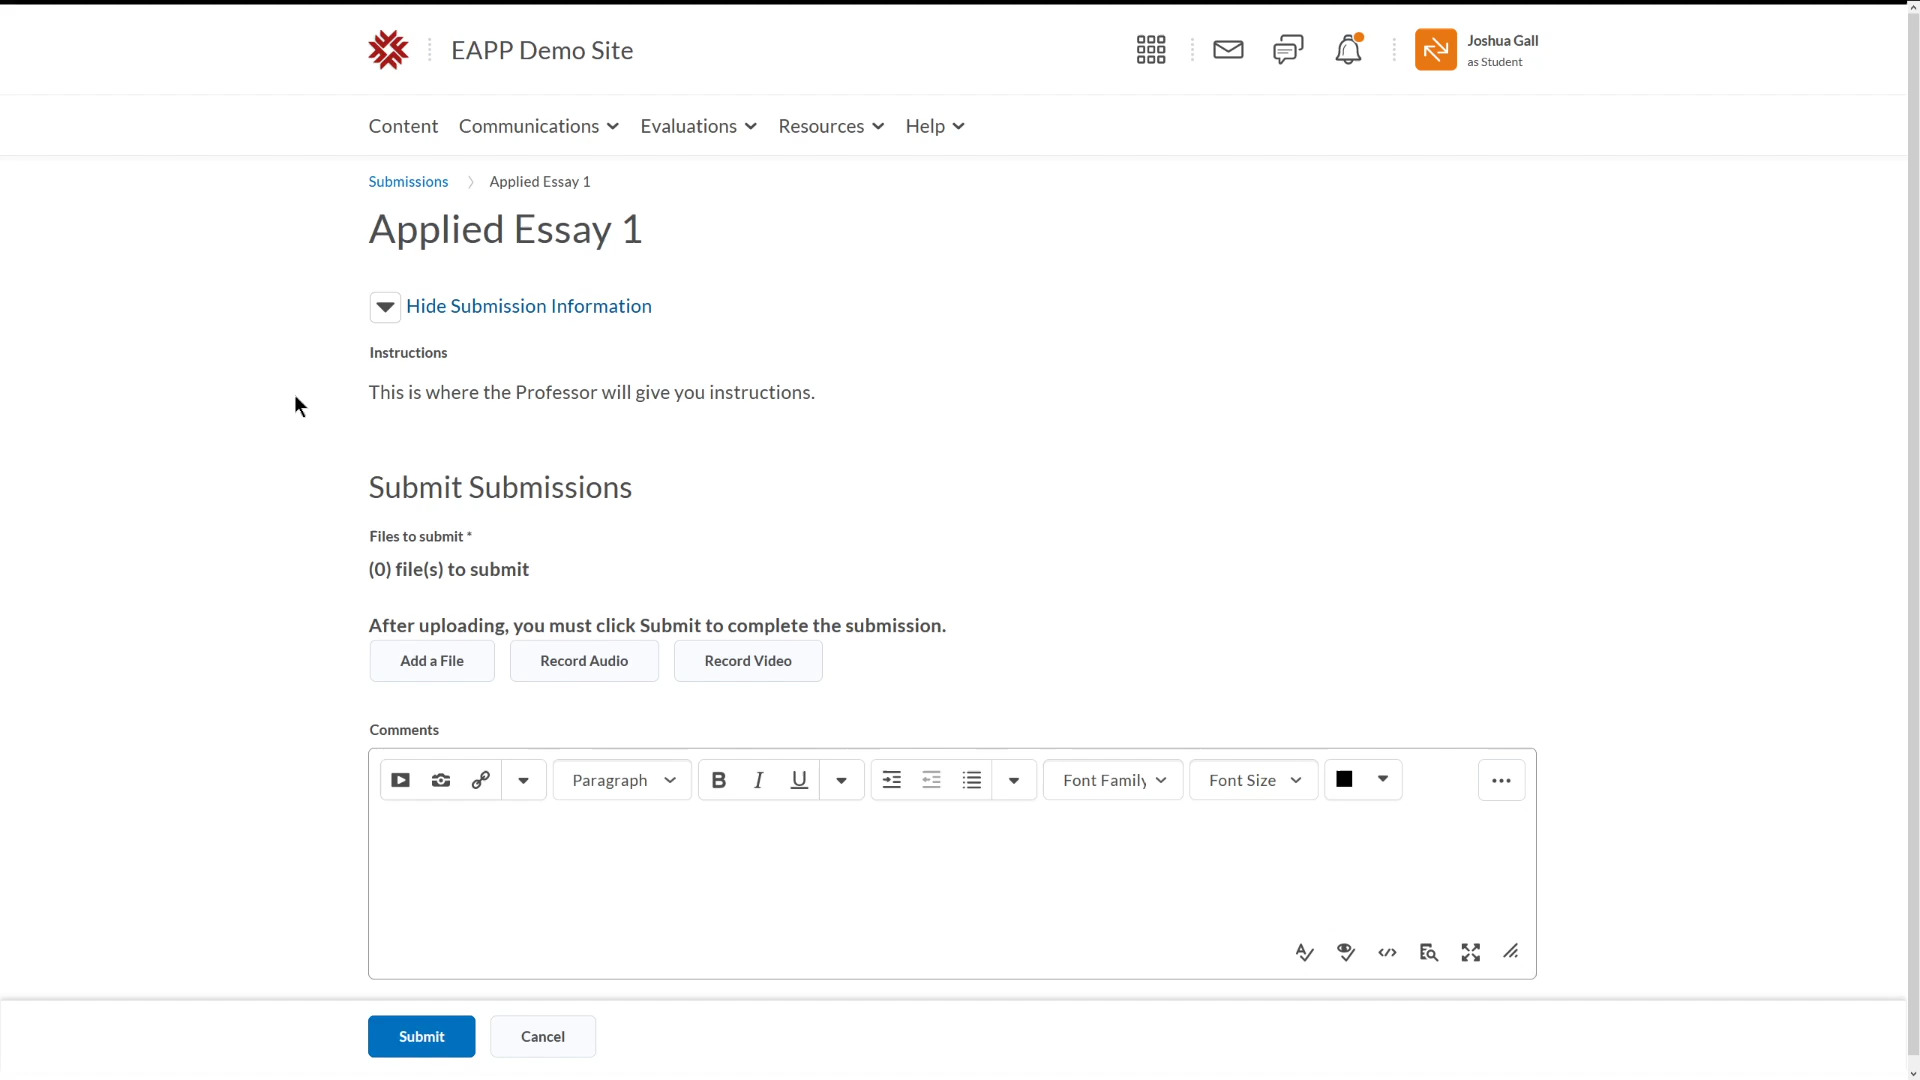 EAPP Demo Site
Joshua Gall
as Student
Content Communications Evaluations Resources Help
Submissions Applied Essay 1
Applied Essay 1
Hide Submission Information
Instructions
This is where the Professor will give you instructions.
Submit Submissions
Files to submit *
(0) file(s) to submit
After uploading, you must click Submit to complete the submission.
Add a File Record Audio Record Video
Comments
Paragraph B I U Font Family Font Size
Submit Cancel